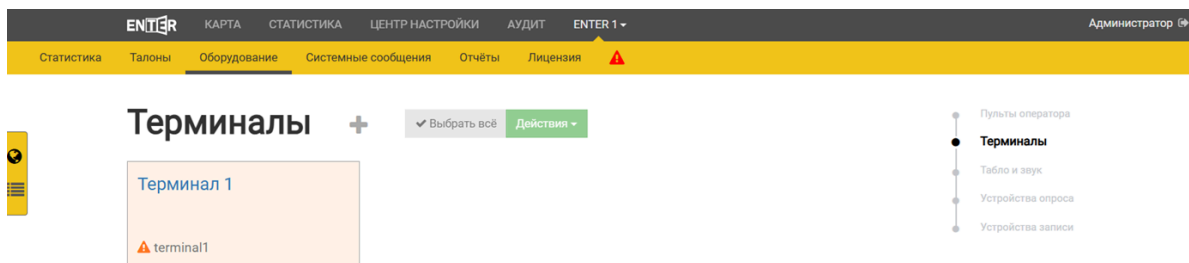 ENTER КАРТА СТАТИСТИКА ЦЕНТР НАСТРОЙКИ АУДИТ ENTER 1 Администратор
Статистика Талоны Оборудование Системные сообщения Отчёты Лицензия
Терминалы + Выбрать всё Действия
Пульты оператора
Терминалы
Табло и звук
Устройства опроса
Устройства записи
Терминал 1
terminal1